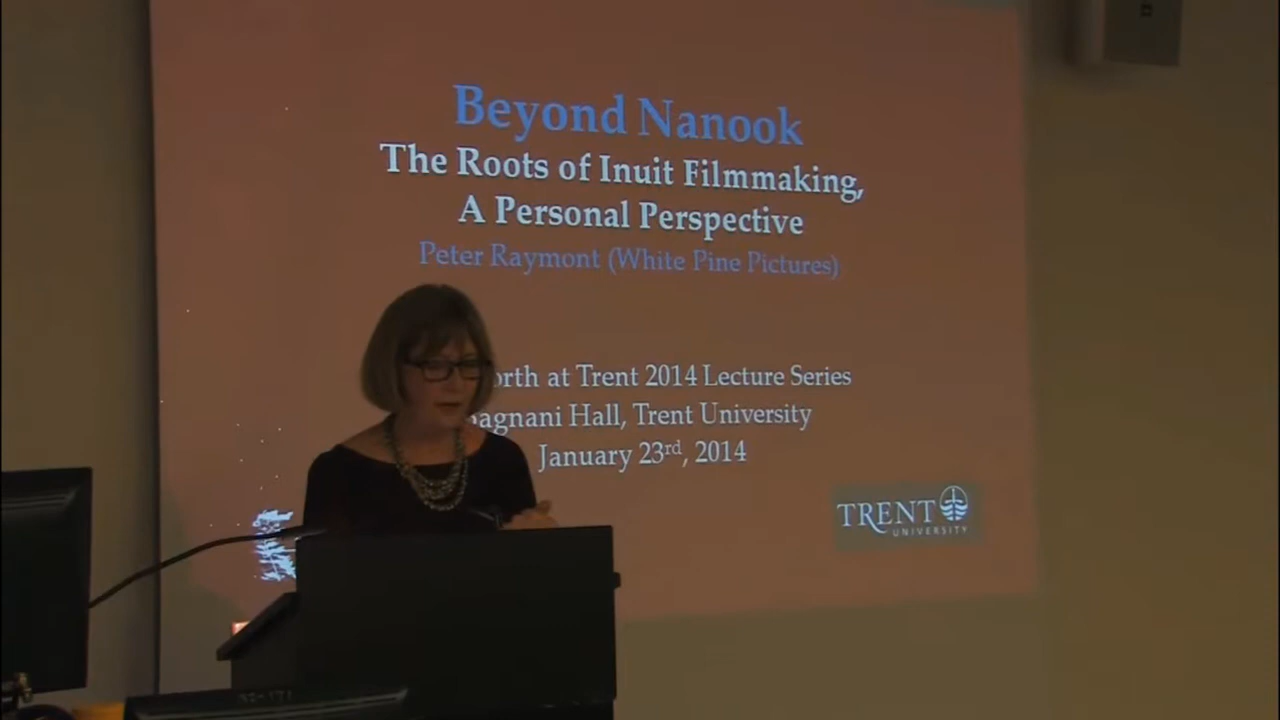 Beyond Nanook
The Roots of Inuit Filmmaking,
A Personal Perspective
Peter Raymont (White Pine Pictures)
orth at Trent 2014 Lecture Series
agnani Hall, Trent University
January 23rd, 2014
TRENT
UNIVERSITY